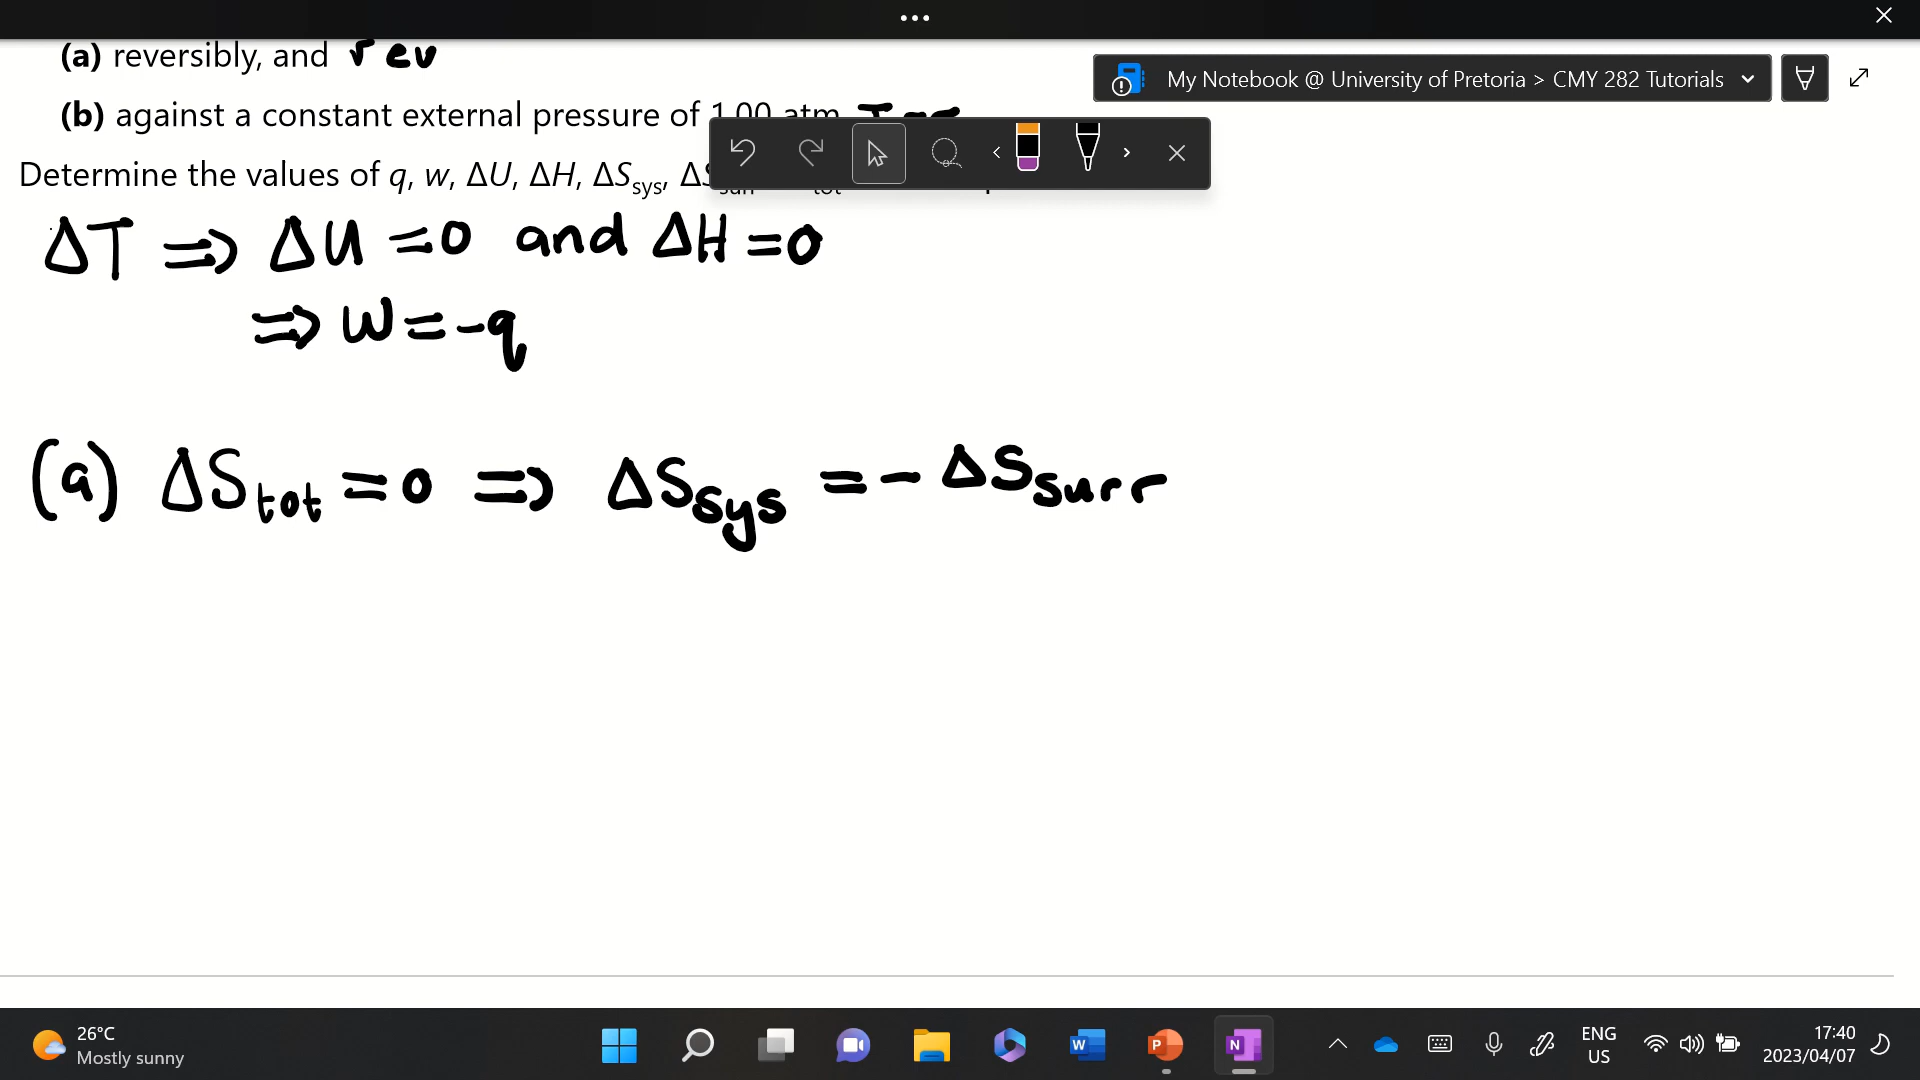 (a) reversibly, and rev
My Notebook @ University of Pretoria > CMY 282 Tutorials
(b) against a constant external pressure of 1.00 atm
Determine the values of q, w, ΔU, ΔH, ΔSsys, ΔSsurr tot
ΔT ⇒ ΔU = 0 and ΔH = 0
⇒ W = -q
(a) ΔStot = 0 ⇒ ΔSsys = - ΔSsurr
26°C
Mostly sunny
ENG
US
17:40
2023/04/07